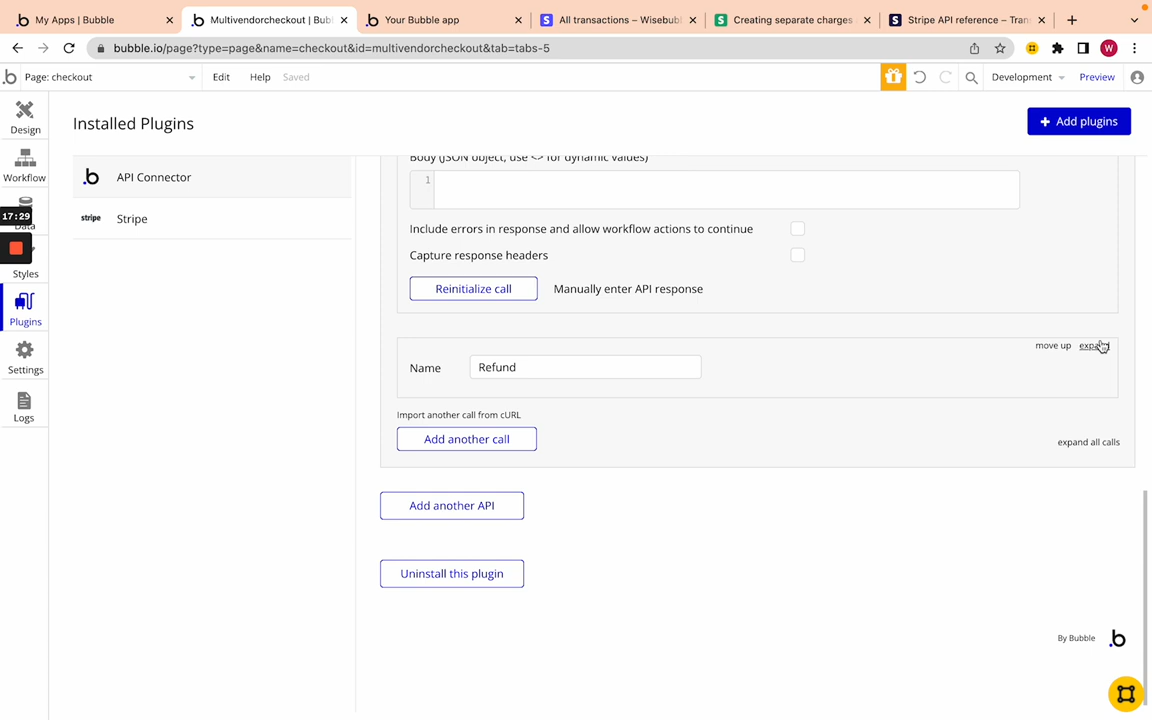 My Apps | Bubble
Multivendorcheckout | Bub
Your Bubble app
All transactions – Wisebubl
Creating separate charges
Stripe API reference – Tran
bubble.io/page?type=page&name=checkout&id=multivendorcheckout&tab=tabs-5
W
Page: checkout
Edit
Help
Saved
Development
Preview
Design
Workflow
17:29
Data
Styles
Plugins
Settings
Logs
Installed Plugins
Add plugins
API Connector
stripe Stripe
Body (JSON object, use <> for dynamic values)
1
Include errors in response and allow workflow actions to continue
Capture response headers
Reinitialize call
Manually enter API response
move up
expand
Name
Refund
Import another call from cURL
Add another call
expand all calls
Add another API
Uninstall this plugin
By Bubble